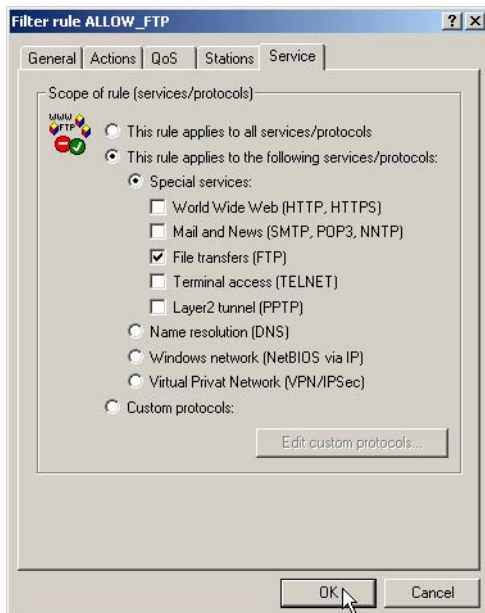 Filter rule ALLOW_FTP
General Actions QoS Stations Service
Scope of rule (services/protocols)
WWW
FTP
This rule applies to all services/protocols
This rule applies to the following services/protocols:
Special services:
World Wide Web (HTTP, HTTPS)
Mail and News (SMTP, POP3, NNTP)
File transfers (FTP)
Terminal access (TELNET)
Layer2 tunnel (PPTP)
Name resolution (DNS)
Windows network (NetBIOS via IP)
Virtual Privat Network (VPN/IPSec)
Custom protocols:
Edit custom protocols...
OK Cancel